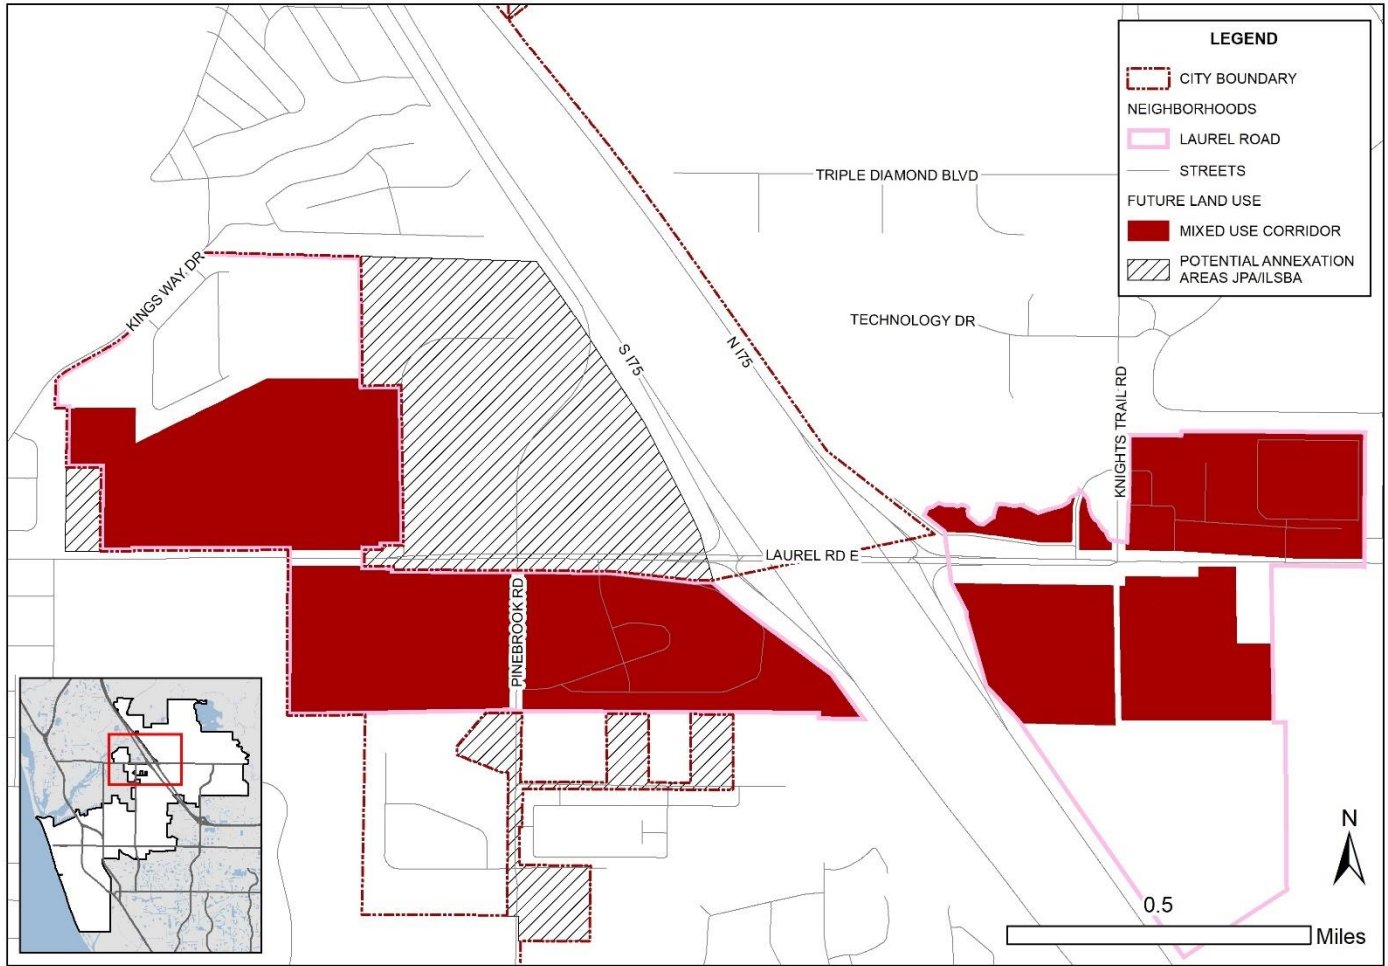 LEGEND
CITY BOUNDARY
NEIGHBORHOODS
LAUREL ROAD
STREETS
FUTURE LAND USE
MIXED USE CORRIDOR
POTENTIAL ANNEXATION
AREAS JPA/ILSBA
TRIPLE DIAMOND BLVD
KINGS WAY DR
TECHNOLOGY DR
S I75
N I75
KNIGHTS TRAIL RD
LAUREL RD E
PINEBROOK RD
N
0.5
Miles